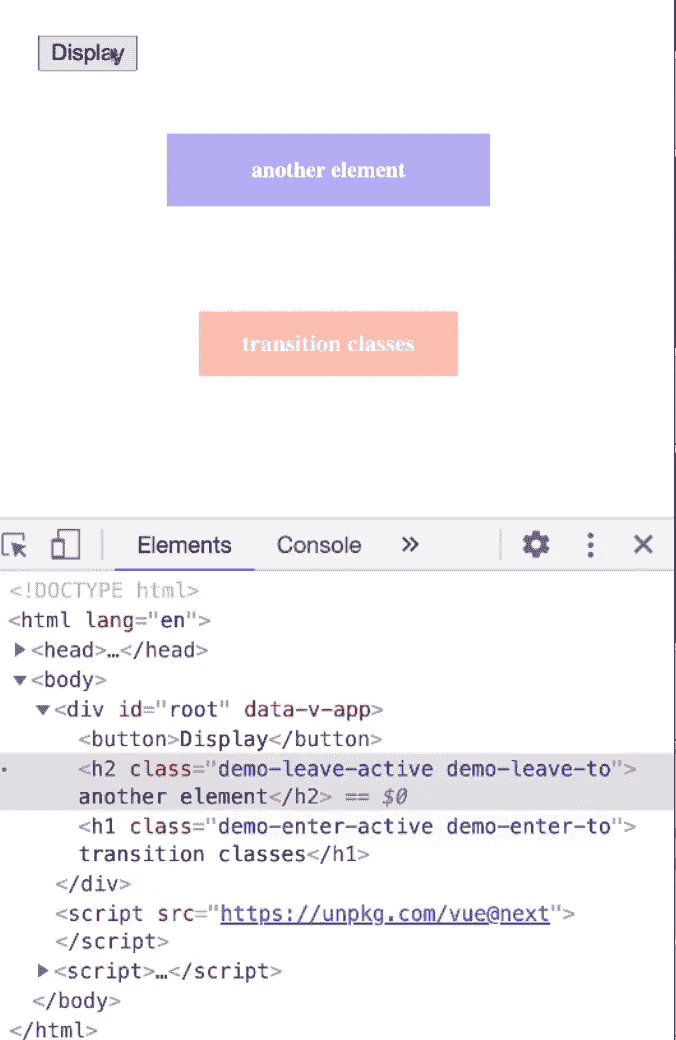 Display
another element
transition classes
Elements Console »
<!DOCTYPE html>
<html lang="en">
▶<head>…</head>
▼<body>
▼<div id="root" data-v-app>
<button>Display</button>
<h2 class="demo-leave-active demo-leave-to">
another element</h2> == $0
<h1 class="demo-enter-active demo-enter-to">
transition classes</h1>
</div>
<script src="https://unpkg.com/vue@next">
</script>
▶<script>…</script>
</body>
</html>